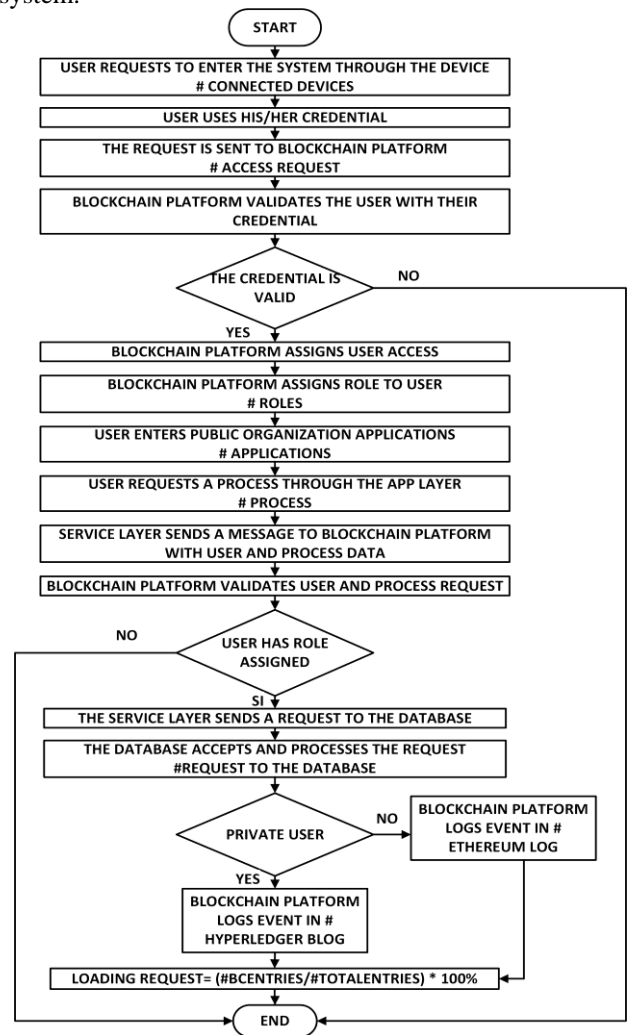 system.
START
USER REQUESTS TO ENTER THE SYSTEM THROUGH THE DEVICE
# CONNECTED DEVICES
USER USES HIS/HER CREDENTIAL
THE REQUEST IS SENT TO BLOCKCHAIN PLATFORM
# ACCESS REQUEST
BLOCKCHAIN PLATFORM VALIDATES THE USER WITH THEIR
CREDENTIAL
THE CREDENTIAL IS
VALID
NO
YES
BLOCKCHAIN PLATFORM ASSIGNS USER ACCESS
BLOCKCHAIN PLATFORM ASSIGNS ROLE TO USER
# ROLES
USER ENTERS PUBLIC ORGANIZATION APPLICATIONS
# APPLICATIONS
USER REQUESTS A PROCESS THROUGH THE APP LAYER
# PROCESS
SERVICE LAYER SENDS A MESSAGE TO BLOCKCHAIN PLATFORM
WITH USER AND PROCESS DATA
BLOCKCHAIN PLATFORM VALIDATES USER AND PROCESS REQUEST
NO
USER HAS ROLE
ASSIGNED
SI
THE SERVICE LAYER SENDS A REQUEST TO THE DATABASE
THE DATABASE ACCEPTS AND PROCESSES THE REQUEST
#REQUEST TO THE DATABASE
PRIVATE USER
NO
BLOCKCHAIN PLATFORM
LOGS EVENT IN #
ETHEREUM LOG
YES
BLOCKCHAIN PLATFORM
LOGS EVENT IN #
HYPERLEDGER BLOG
LOADING REQUEST= (#BCENTRIES/#TOTALENTRIES) * 100%
END